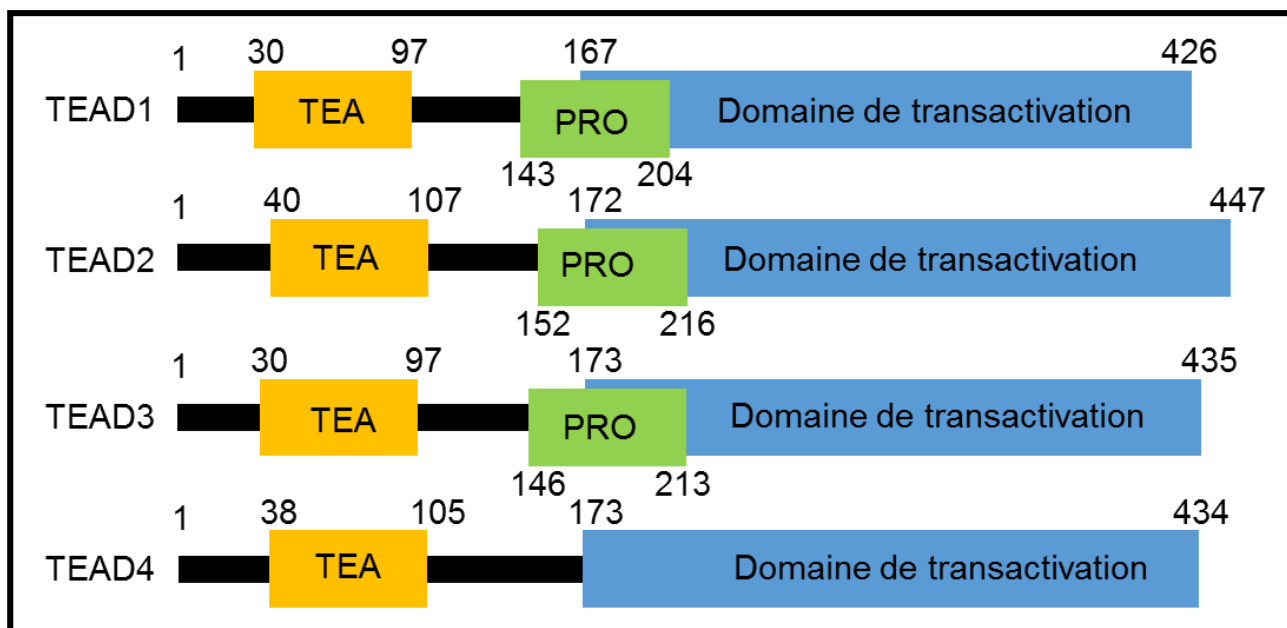 1 30 97 167 426
TEAD1 TEA PRO Domaine de transactivation
143 204
1 40 107 172 447
TEAD2 TEA PRO Domaine de transactivation
152 216
1 30 97 173 435
TEAD3 TEA PRO Domaine de transactivation
146 213
1 38 105 173 434
TEAD4 TEA Domaine de transactivation